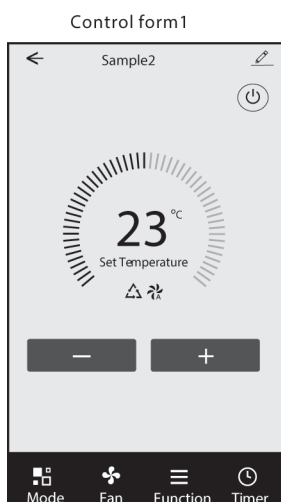 Control form1
Sample2
23 °C
Set Temperature
A
− +
Mode Fan Function Timer